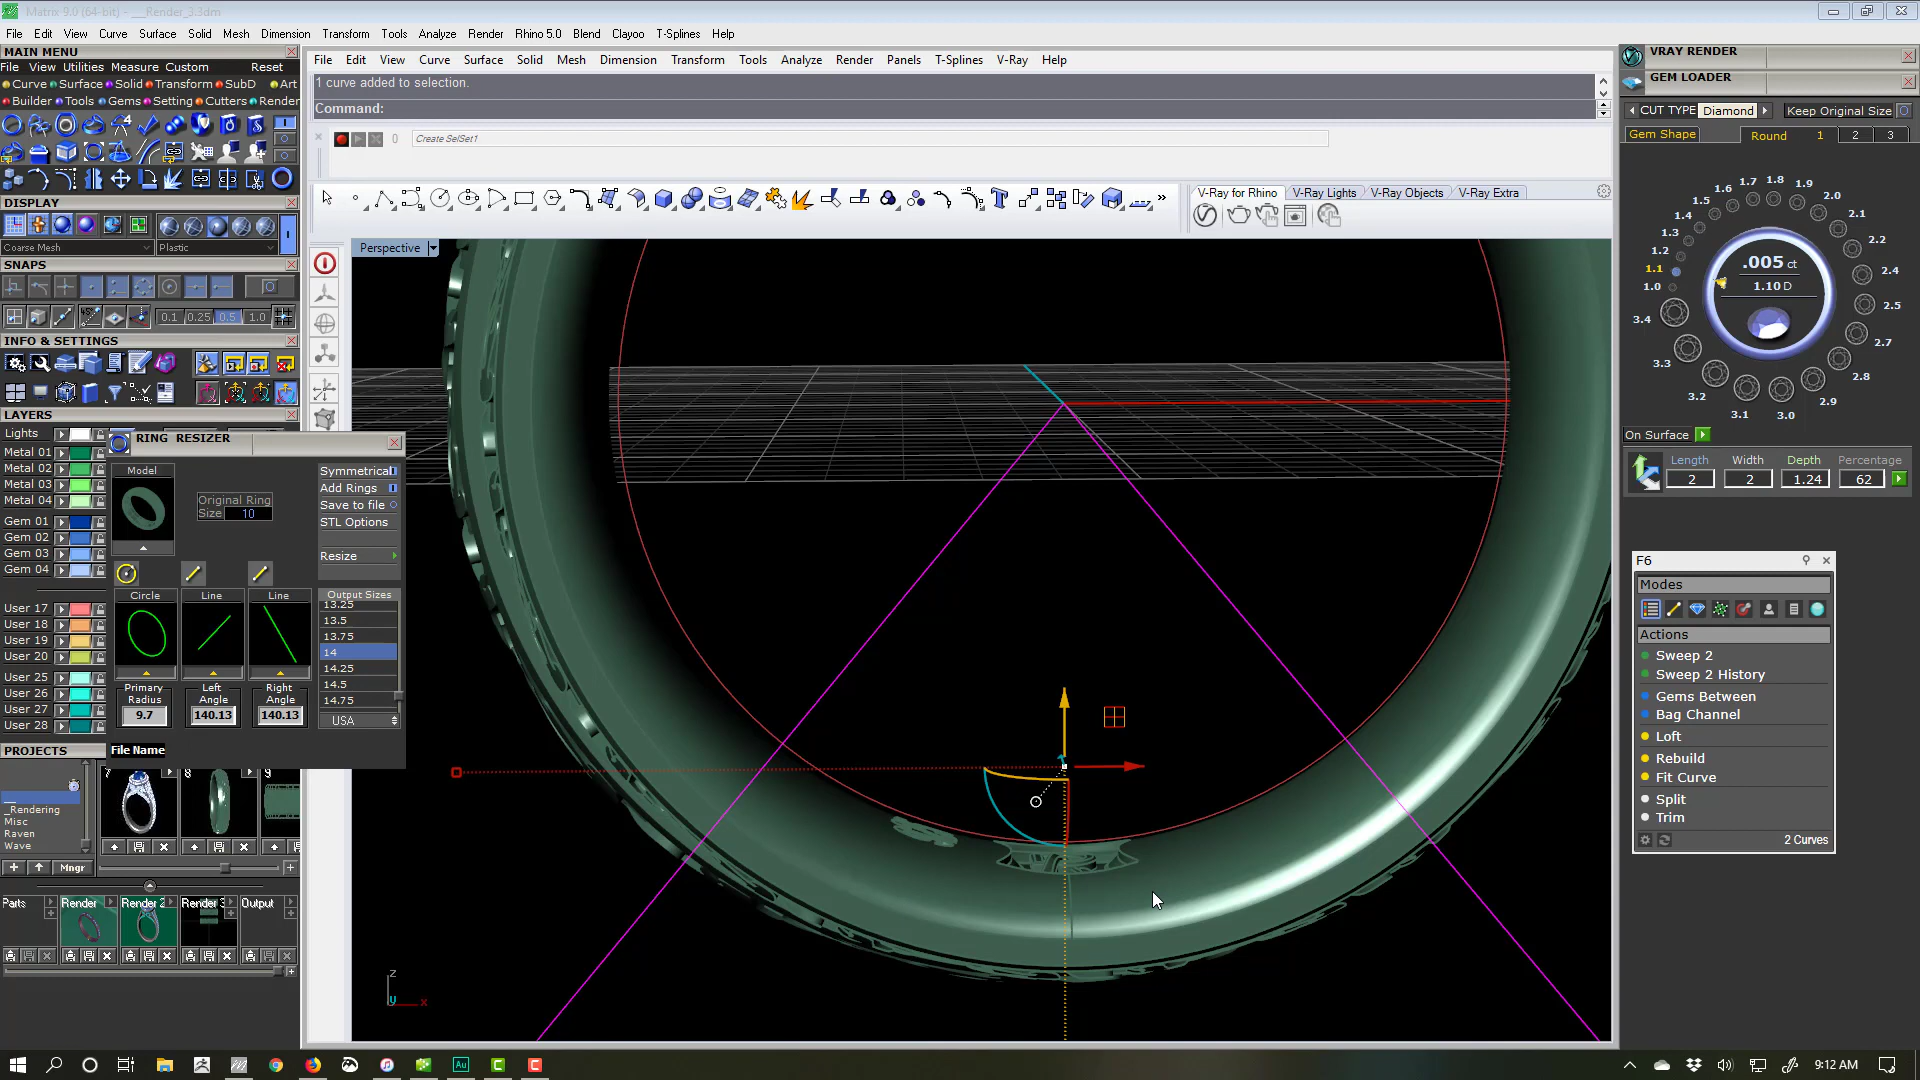 Matrix 9.0 (64-bit) - __Render_3.3dm
File Edit View Curve Surface Solid Mesh Dimension Transform Tools Analyze Render Rhino 5.0 Blend Clayoo T-Splines Help
MAIN MENU
File View Utilities Measure Custom Reset
Curve Surface Solid Transform SubD Art
Builder Tools Gems Setting Cutters Render
DISPLAY
Coarse Mesh Plastic
SNAPS
0.1 0.25 0.5 1.0
INFO & SETTINGS
LAYERS
Lights
Metal 01
Metal 02
Metal 03
Metal 04
Gem 01
Gem 02
Gem 03
Gem 04
User 17
User 18
User 19
User 20
User 25
User 26
User 27
User 28
RING RESIZER
Model
Original Ring
Size 10
Symmetrical
Add Rings
Save to file
STL Options
Resize
Circle Line Line
Output Sizes
13.25
13.5
13.75
14
14.25
14.5
14.75
USA
Primary Radius
9.7
Left Angle
140.13
Right Angle
140.13
File Name
PROJECTS
_Rendering
Misc
Raven
Wave
Mngr
7 8 9
Parts Render Render 2 Render 3 Output
File Edit View Curve Surface Solid Mesh Dimension Transform Tools Analyze Render Panels T-Splines V-Ray Help
1 curve added to selection.
Command:
0 Create SelSet1
V-Ray for Rhino V-Ray Lights V-Ray Objects V-Ray Extra
Perspective
z
y
x
VRAY RENDER
GEM LOADER
CUT TYPE Diamond Keep Original Size
Gem Shape Round 1 2 3
1.0
1.1
1.2
1.3
1.4
1.5
1.6
1.7
1.8
1.9
2.0
2.1
2.2
2.4
2.5
2.7
2.8
2.9
3.0
3.1
3.2
3.3
3.4
.005 ct
1.10 D
On Surface
Length Width Depth Percentage
2 2 1.24 62
F6
Modes
Actions
Sweep 2
Sweep 2 History
Gems Between
Bag Channel
Loft
Rebuild
Fit Curve
Split
Trim
2 Curves
Au
9:12 AM